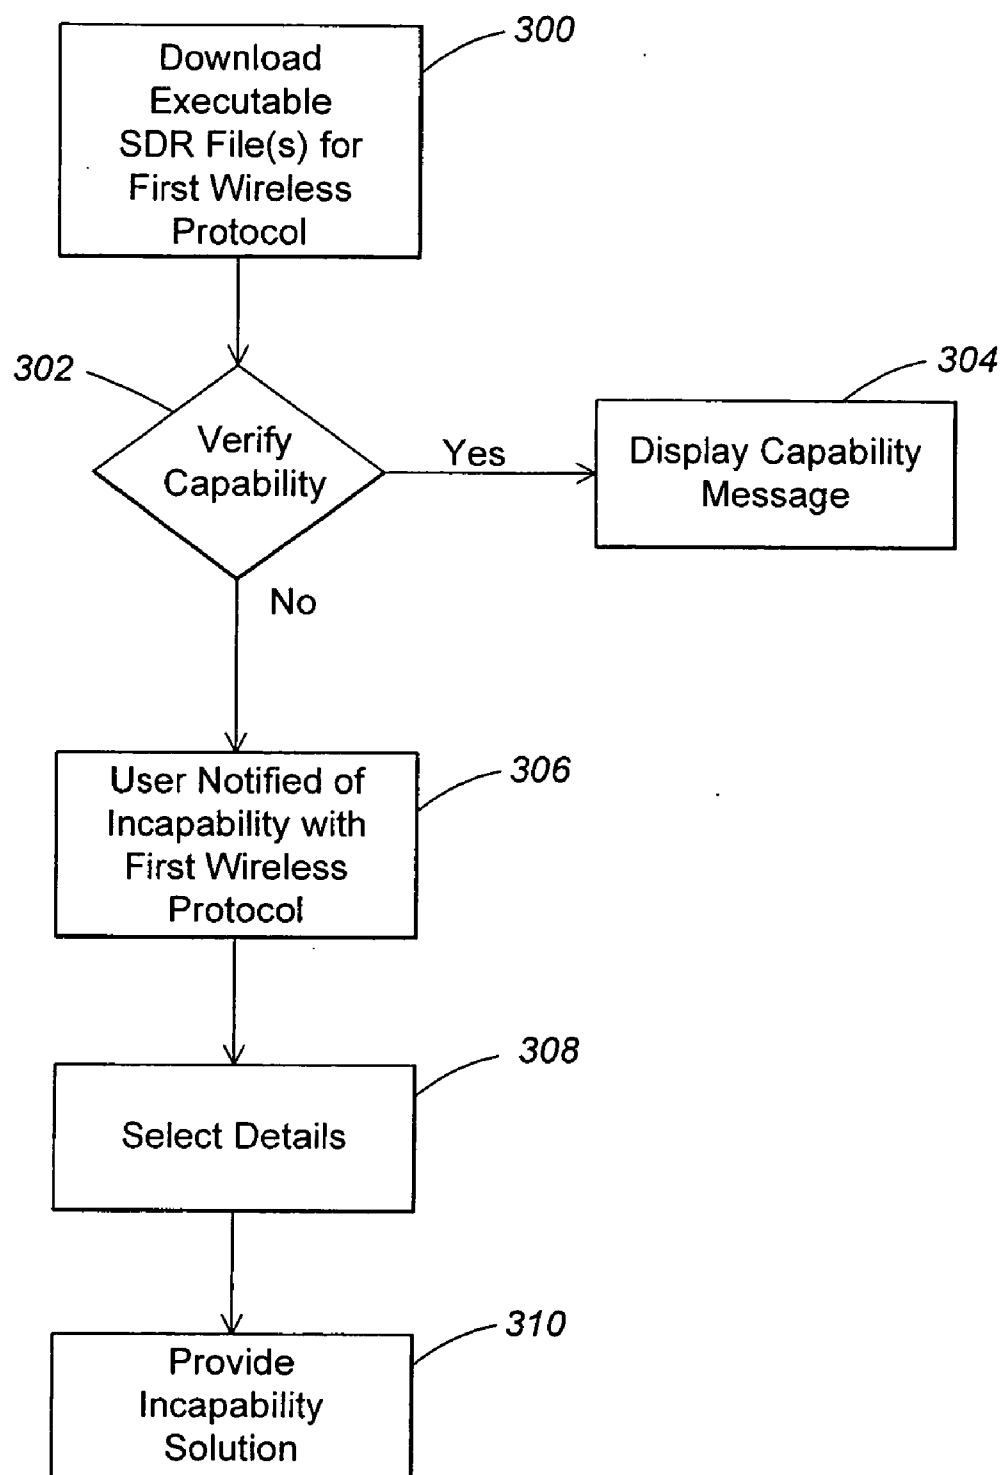 300
Download
Executable
SDR File(s) for
First Wireless
Protocol
302
Verify
Capability
Yes
304
Display Capability
Message
No
306
User Notified of
Incapability with
First Wireless
Protocol
308
Select Details
310
Provide
Incapability
Solution